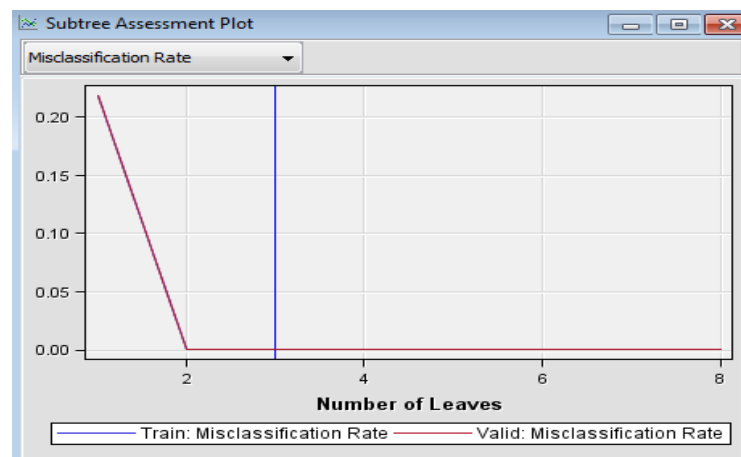 Subtree Assessment Plot
Misclassification Rate
0.20
0.15
0.10
0.05
0.00
2 4 6 8
Number of Leaves
Train: Misclassification Rate Valid: Misclassification Rate